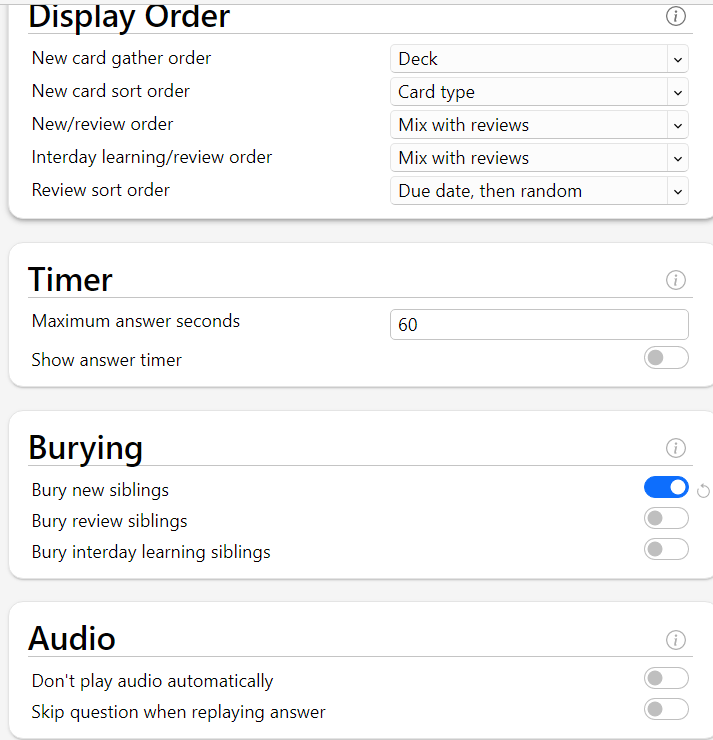 Display Order
New card gather order Deck
New card sort order Card type
New/review order Mix with reviews
Interday learning/review order Mix with reviews
Review sort order Due date, then random
Timer
Maximum answer seconds 60
Show answer timer
Burying
Bury new siblings
Bury review siblings
Bury interday learning siblings
Audio
Don't play audio automatically
Skip question when replaying answer